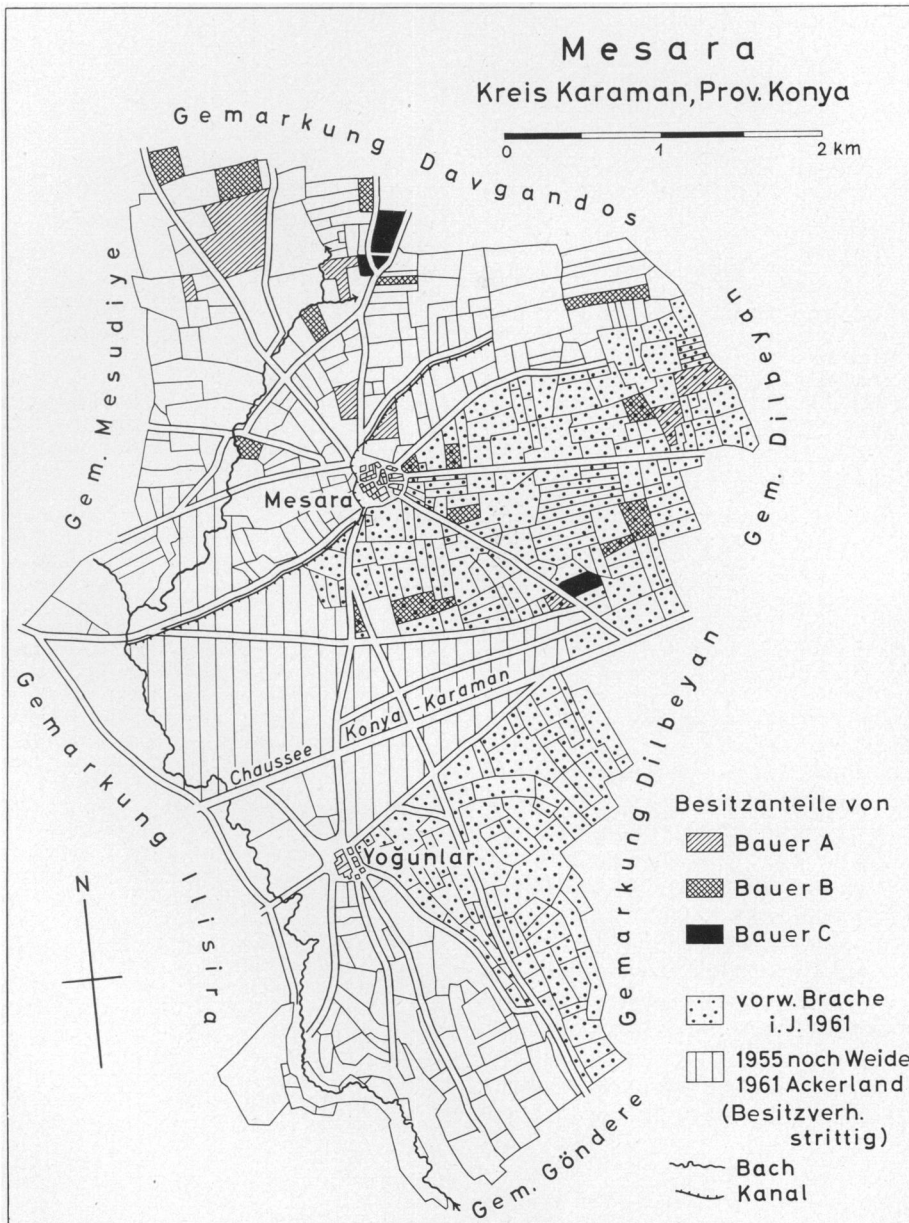 Mesara
Kreis Karaman, Prov. Konya
0 1 2 km
Gemarkung Davgandos
Gem. Mesudiye
Gem. Dilbeyan
Mesara
Gemarkung Ilisira
Chaussee Konya-Karaman
Gemarkung Dilbeyan
Yoğunlar
N
Gem. Göndere
Besitzanteile von
Bauer A
Bauer B
Bauer C
vorw. Brache
i.J. 1961
1955 noch Weide
1961 Ackerland
(Besitzverh.
strittig)
Bach
Kanal